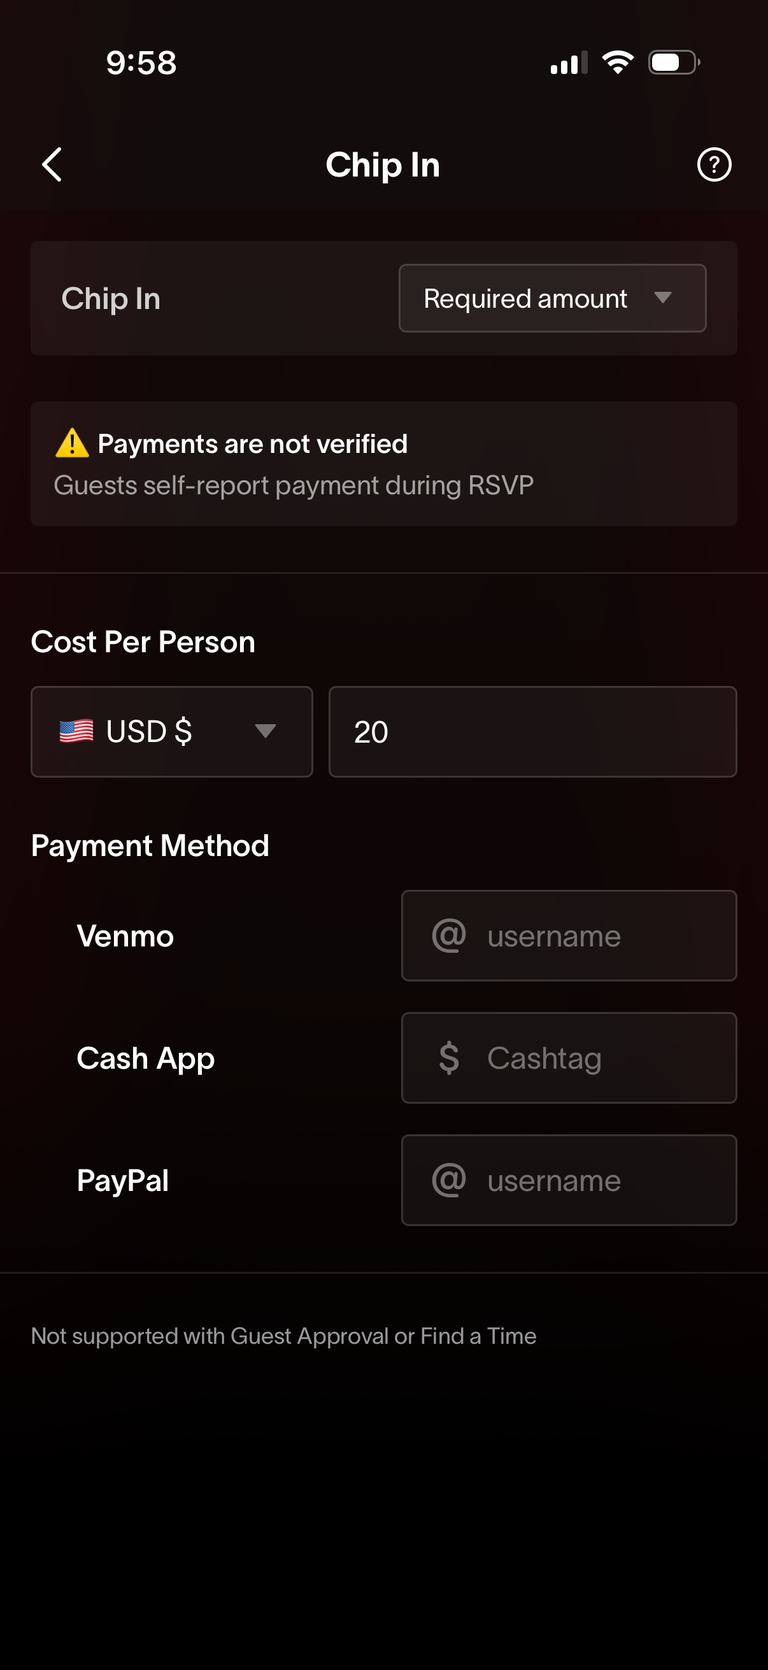 9:58
Chip In
?
Chip In
Required amount
⚠️ Payments are not verified
Guests self-report payment during RSVP
Cost Per Person
🇺🇸 USD $
20
Payment Method
Venmo
@ username
Cash App
$ Cashtag
PayPal
@ username
Not supported with Guest Approval or Find a Time